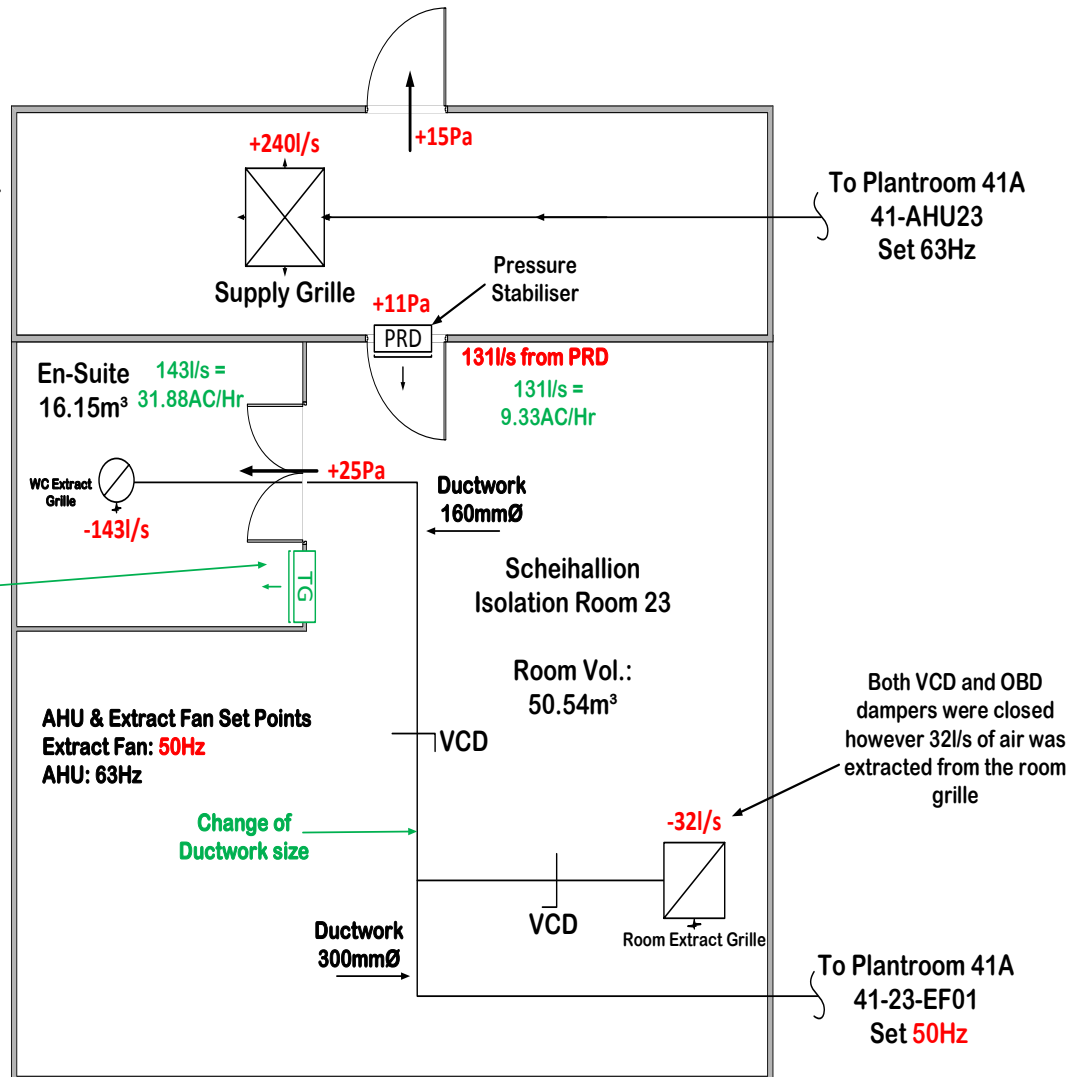 +15Pa
+240l/s
Supply Grille
To Plantroom 41A
41-AHU23
Set 63Hz
Pressure
Stabiliser
+11Pa
PRD
131l/s from PRD
131l/s =
9.33AC/Hr
En-Suite
16.15m³
143l/s =
31.88AC/Hr
WC Extract
Grille
-143l/s
+25Pa
Ductwork
160mmØ
TG
Scheihallion
Isolation Room 23
Room Vol.:
50.54m³
AHU & Extract Fan Set Points
Extract Fan: 50Hz
AHU: 63Hz
VCD
Both VCD and OBD
dampers were closed
however 32l/s of air was
extracted from the room
grille
Change of
Ductwork size
-32l/s
VCD
Room Extract Grille
Ductwork
300mmØ
To Plantroom 41A
41-23-EF01
Set 50Hz